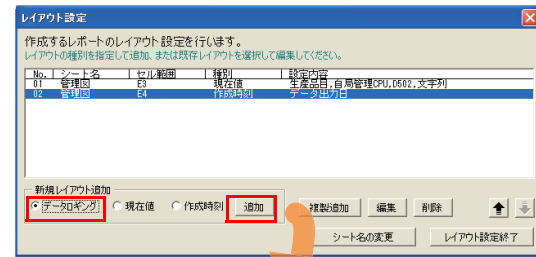 レイアウト設定
作成するレポートのレイアウト設定を行います。
レイアウトの種別を指定して追加、または既存レイアウトを選択して編集してください。
No. シート名 セル範囲 種別 設定内容
01 管理図 E3 現在値 生産品目,自局管理CPU,D502,文字列
02 管理図 E4 作成時刻 データ出力日
新規レイアウト追加
データロギング 現在値 作成時刻 追加 複製追加 編集 削除
シート名の変更 レイアウト設定終了